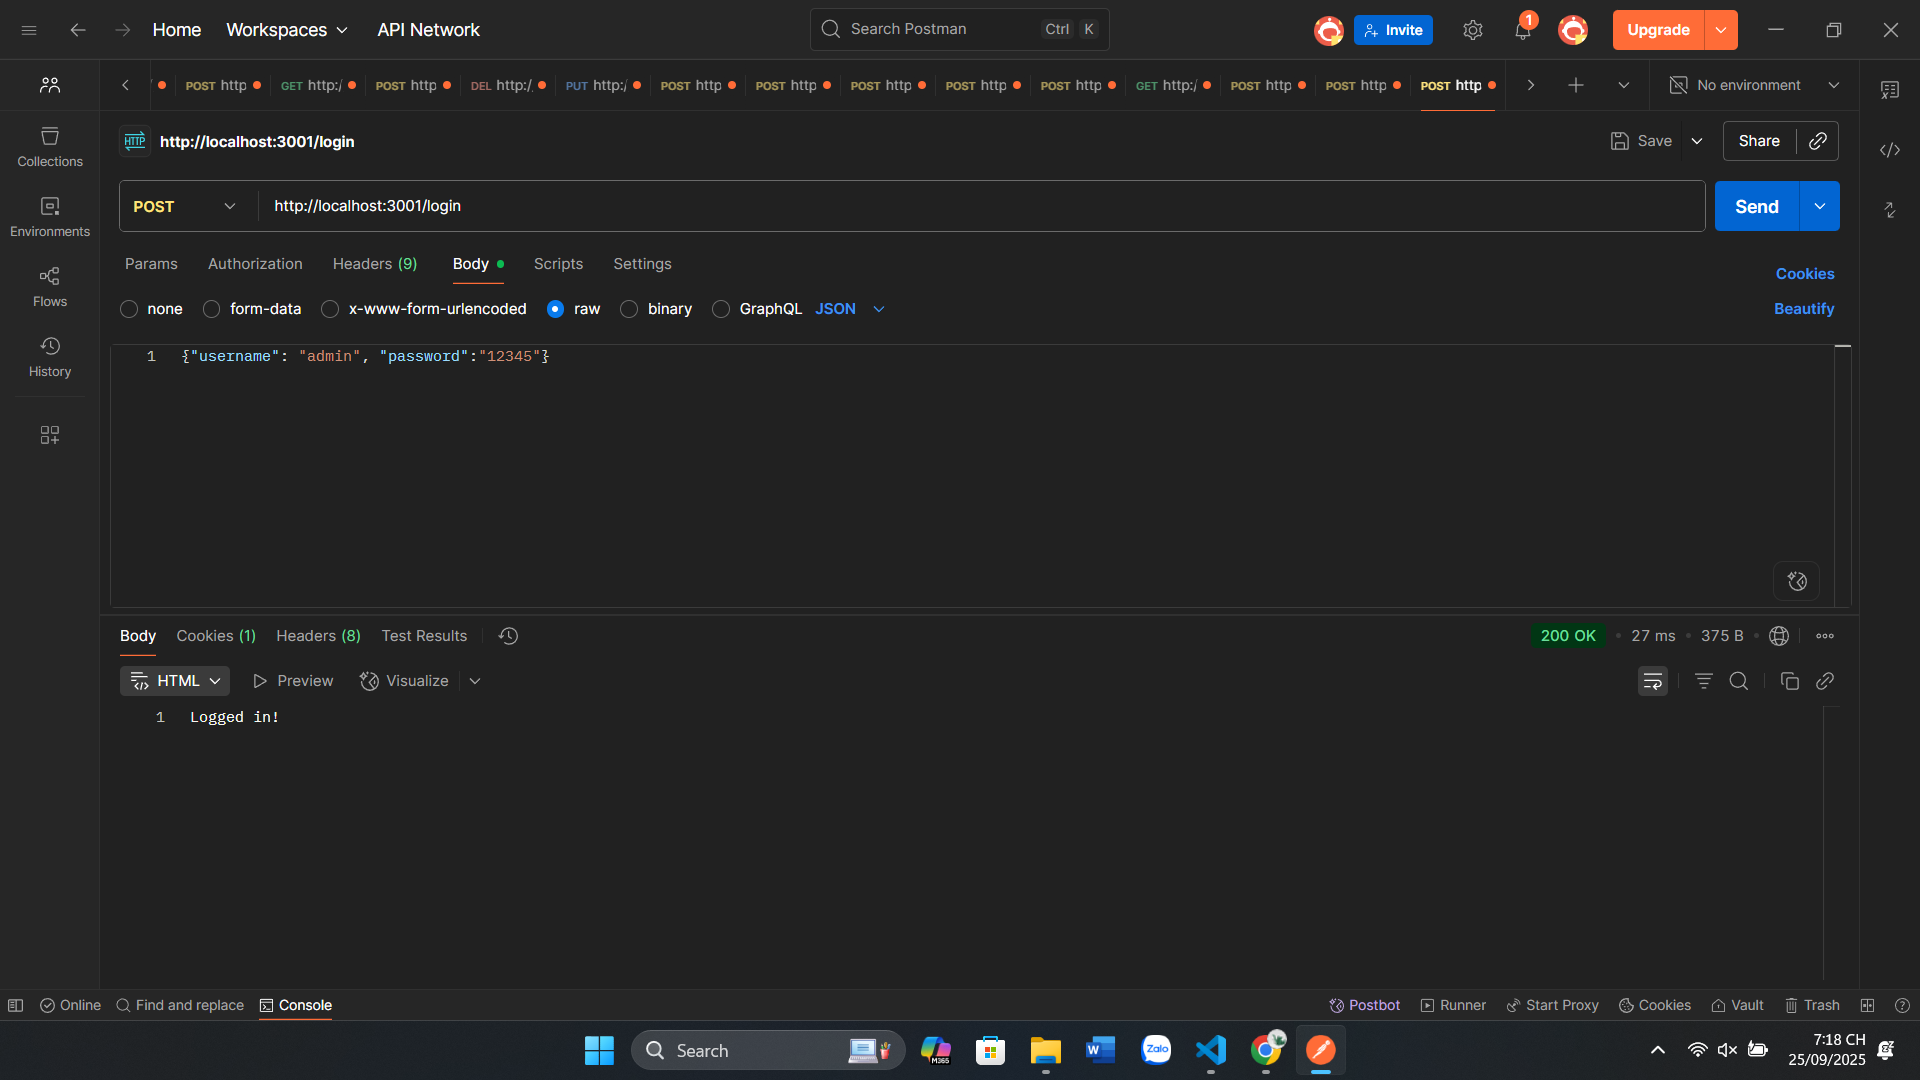 Home Workspaces API Network Search Postman Ctrl K Invite 1 Upgrade
POST http GET http:/ POST http DEL http:/ PUT http:/ POST http POST http POST http POST http POST http GET http:/ POST http POST http POST http No environment
HTTP http://localhost:3001/login Save Share
Collections
POST http://localhost:3001/login Send
Environments
Params Authorization Headers (9) Body Scripts Settings Cookies
Flows
none form-data x-www-form-urlencoded raw binary GraphQL JSON Beautify
1 {"username": "admin", "password":"12345"}
History
Body Cookies (1) Headers (8) Test Results 200 OK • 27 ms • 375 B •
HTML Preview Visualize
1 Logged in!
Online Find and replace Console Postbot Runner Start Proxy Cookies Vault Trash
Search M365 W Zalo 7:18 CH
25/09/2025